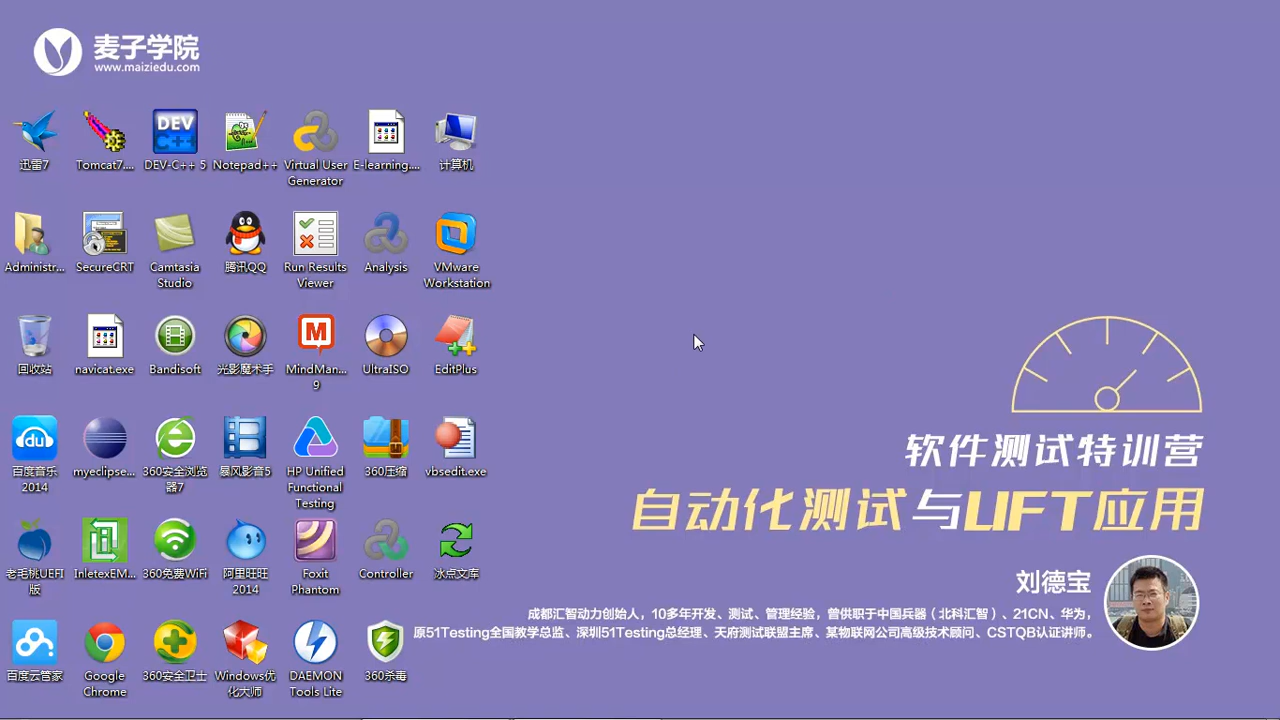 麦子学院
www.maiziedu.com
迅雷7
Tomcat7....
DEV-C++ 5
Notepad++
Virtual User
Generator
E-learning....
计算机
Administr...
SecureCRT
Camtasia
Studio
腾讯QQ
Run Results
Viewer
Analysis
VMware
Workstation
回收站
navicat.exe
Bandisoft
光影魔术手
MindMan...
9
UltraISO
EditPlus
百度音乐
2014
myeclipse...
360安全浏览
器7
暴风影音5
HP Unified
Functional
Testing
360压缩
vbsedit.exe
老毛桃UEFI
版
InletexEM...
360免费WiFi
阿里旺旺
2014
Foxit
Phantom
Controller
冰点文库
百度云管家
Google
Chrome
360安全卫士
Windows优
化大师
DAEMON
Tools Lite
360杀毒
软件测试特训营
自动化测试与UFT应用
刘德宝
成都汇智动力创始人，10多年开发、测试、管理经验，曾供职于中国兵器（北科汇智）、21CN、华为，
原51Testing全国教学总监、深圳51Testing总经理、天府测试联盟主席、某物联网公司高级技术顾问、CSTQB认证讲师。